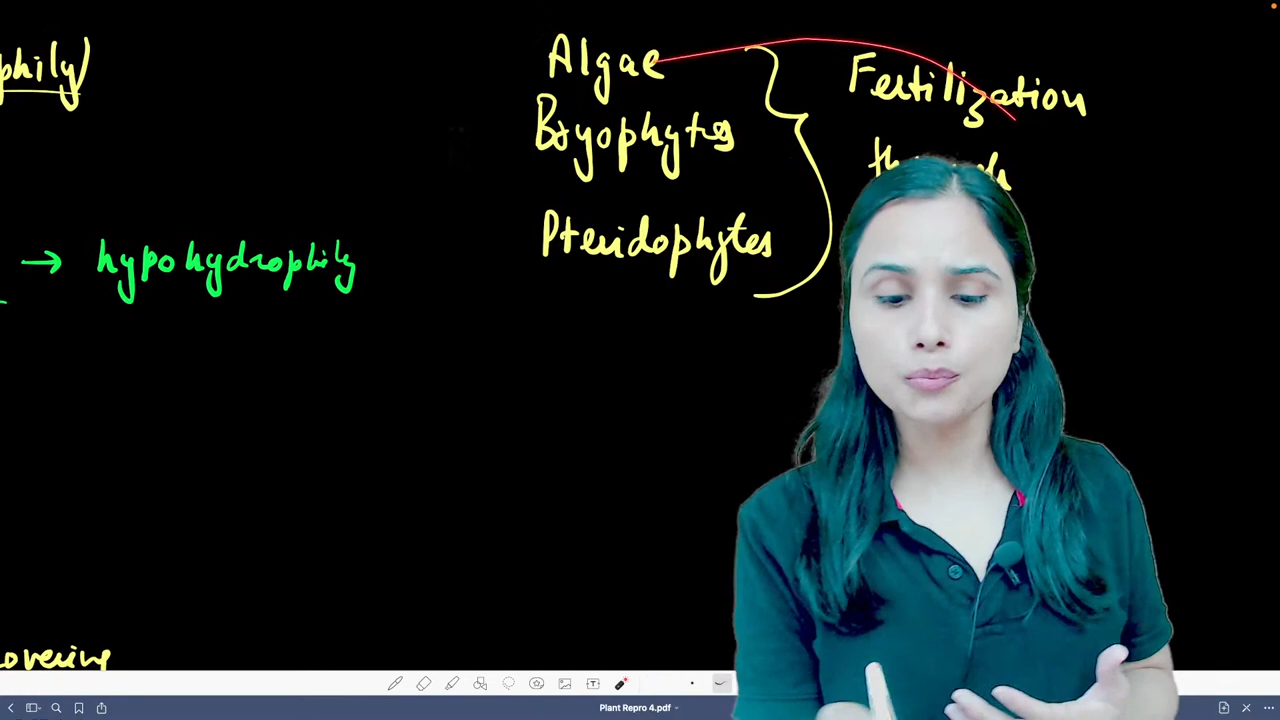 phily)
Algae
Fertilization
Bryophytes
Pteridophytes
→ hypohydrophily
overing
Plant Repro 4.pdf